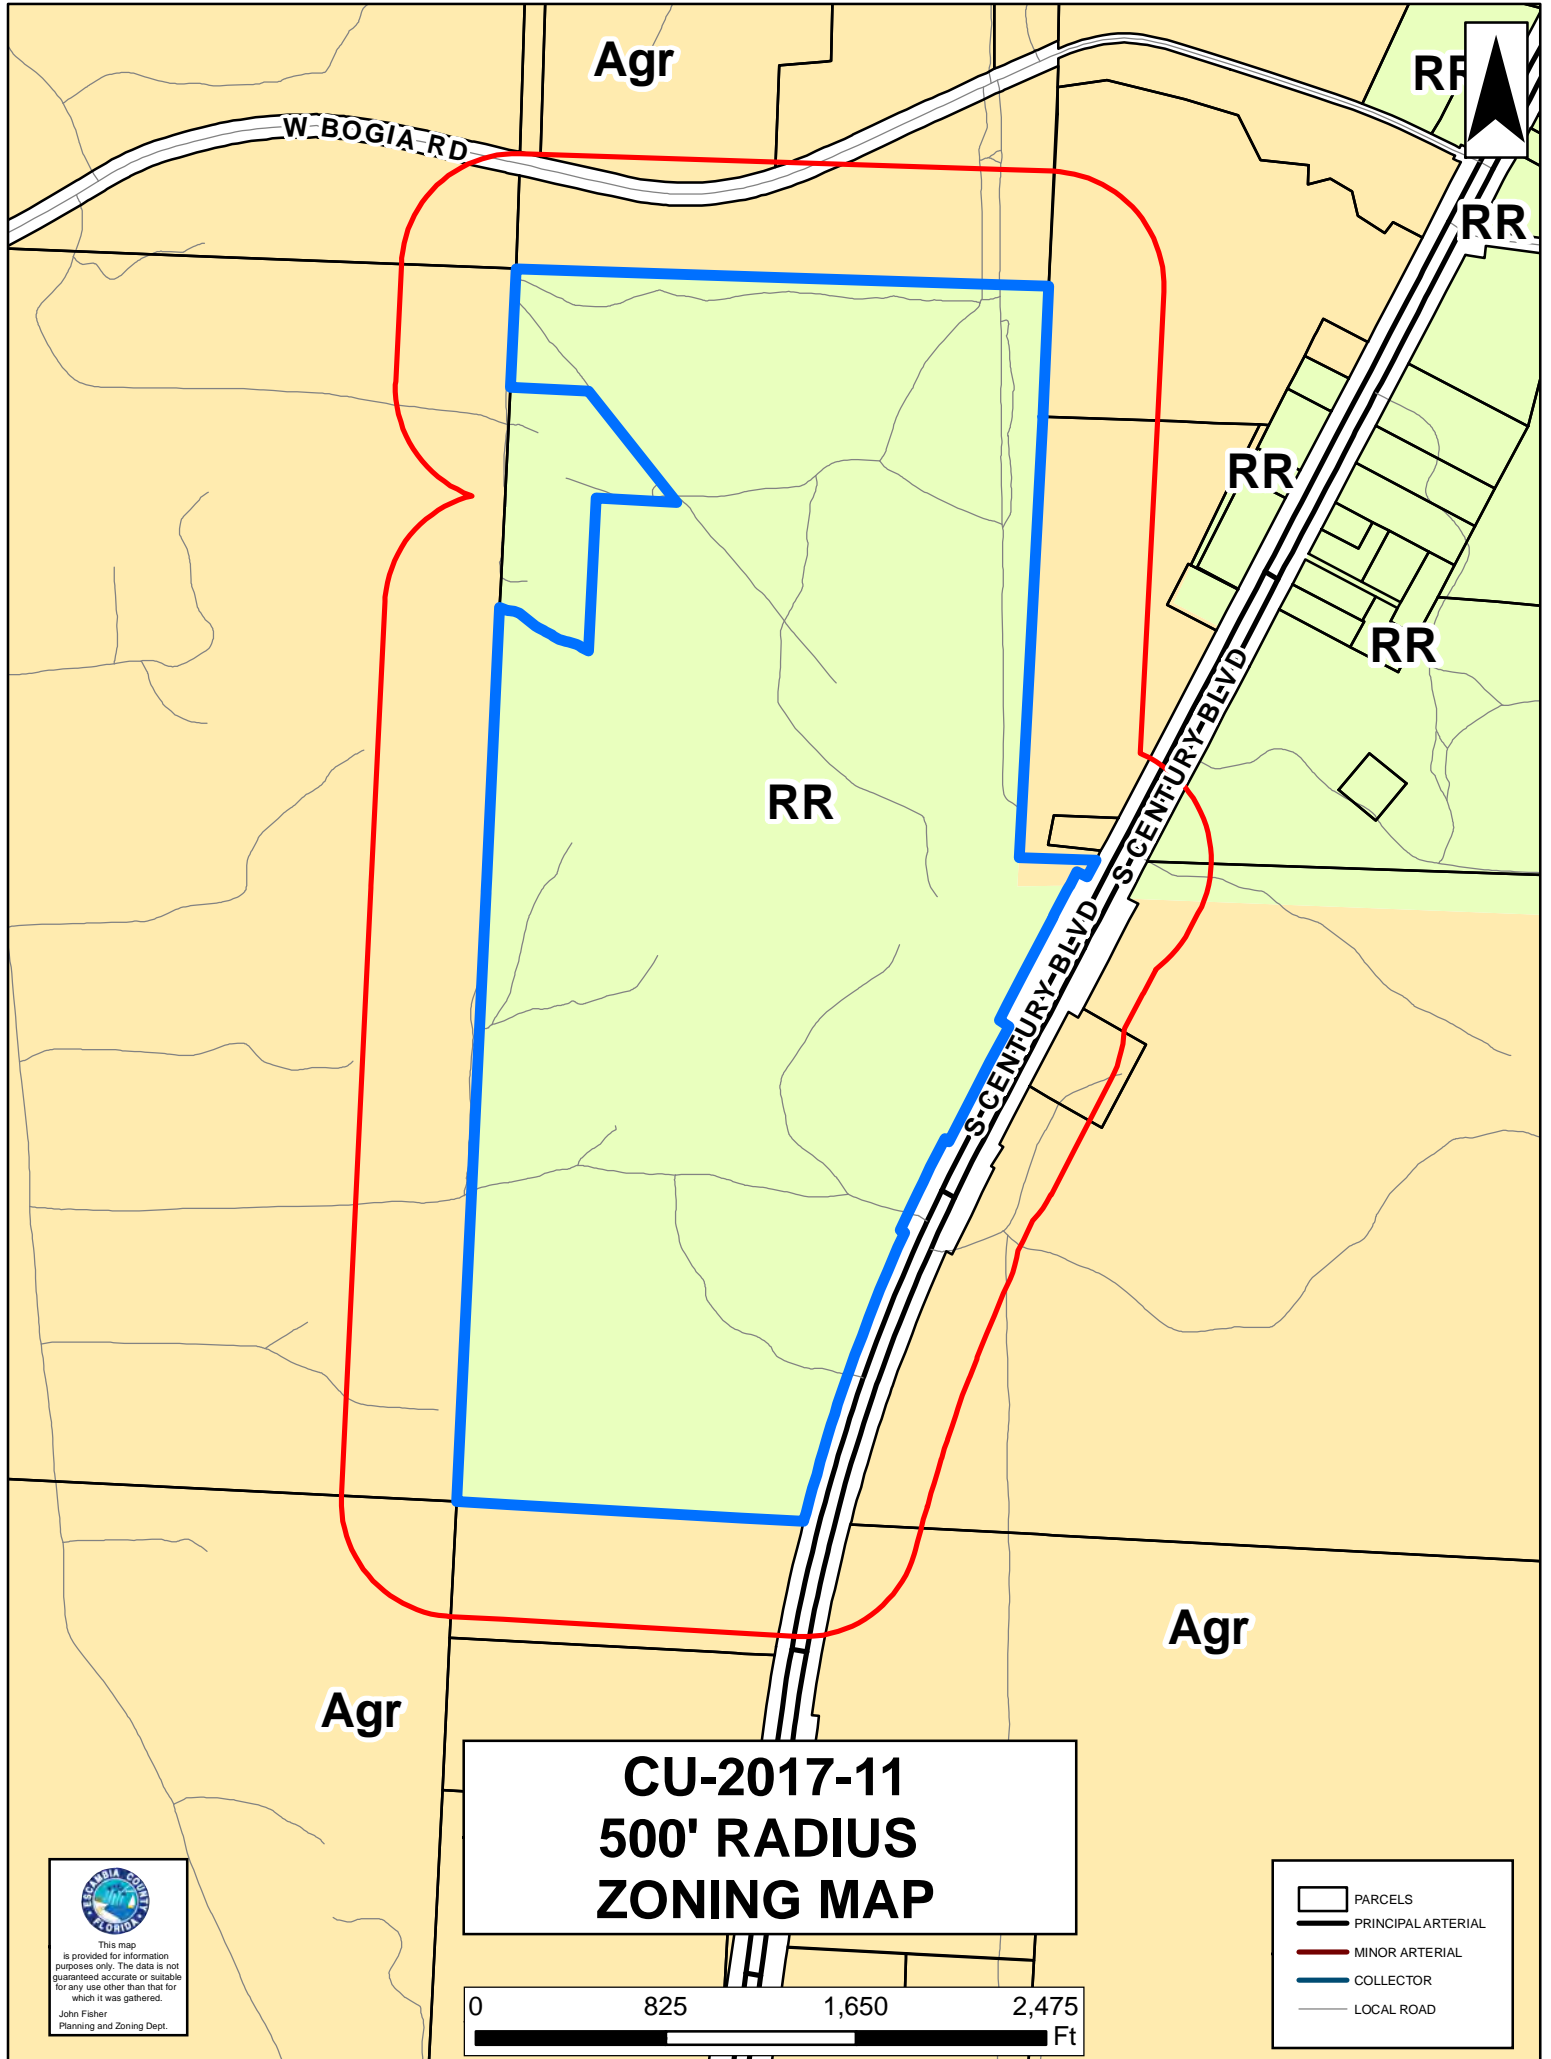 Agr
RR
W BOGIA RD
RR
RR
RR
S CENTURY BLVD
RR
S CENTURY BLVD
Agr
Agr
CU-2017-11
500' RADIUS
ZONING MAP
ESCAMBIA COUNTY
FLORIDA
This map
is provided for information
purposes only. The data is not
guaranteed accurate or suitable
for any use other than that for
which it was gathered.
John Fisher
Planning and Zoning Dept.
0 825 1,650 2,475
Ft
PARCELS
PRINCIPAL ARTERIAL
MINOR ARTERIAL
COLLECTOR
LOCAL ROAD